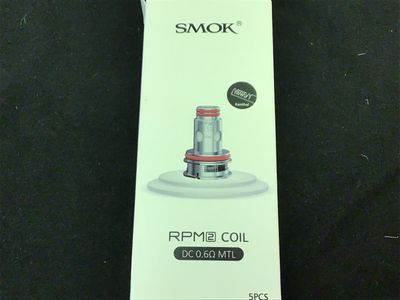 SMOK®
RPM2 COIL
DC 0.6Ω MTL
5PCS